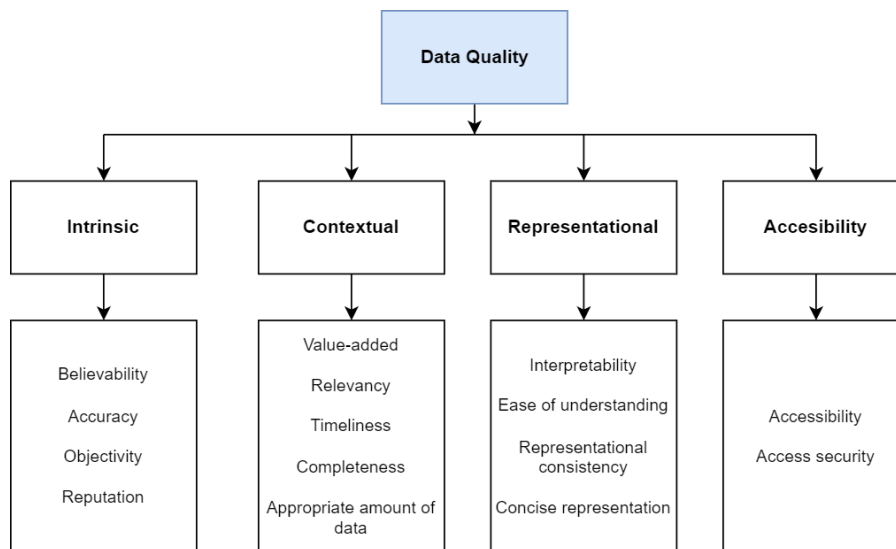 Data Quality
Intrinsic
Contextual
Representational
Accesibility
Believability
Accuracy
Objectivity
Reputation
Value-added
Relevancy
Timeliness
Completeness
Appropriate amount of
data
Interpretability
Ease of understanding
Representational
consistency
Concise representation
Accessibility
Access security